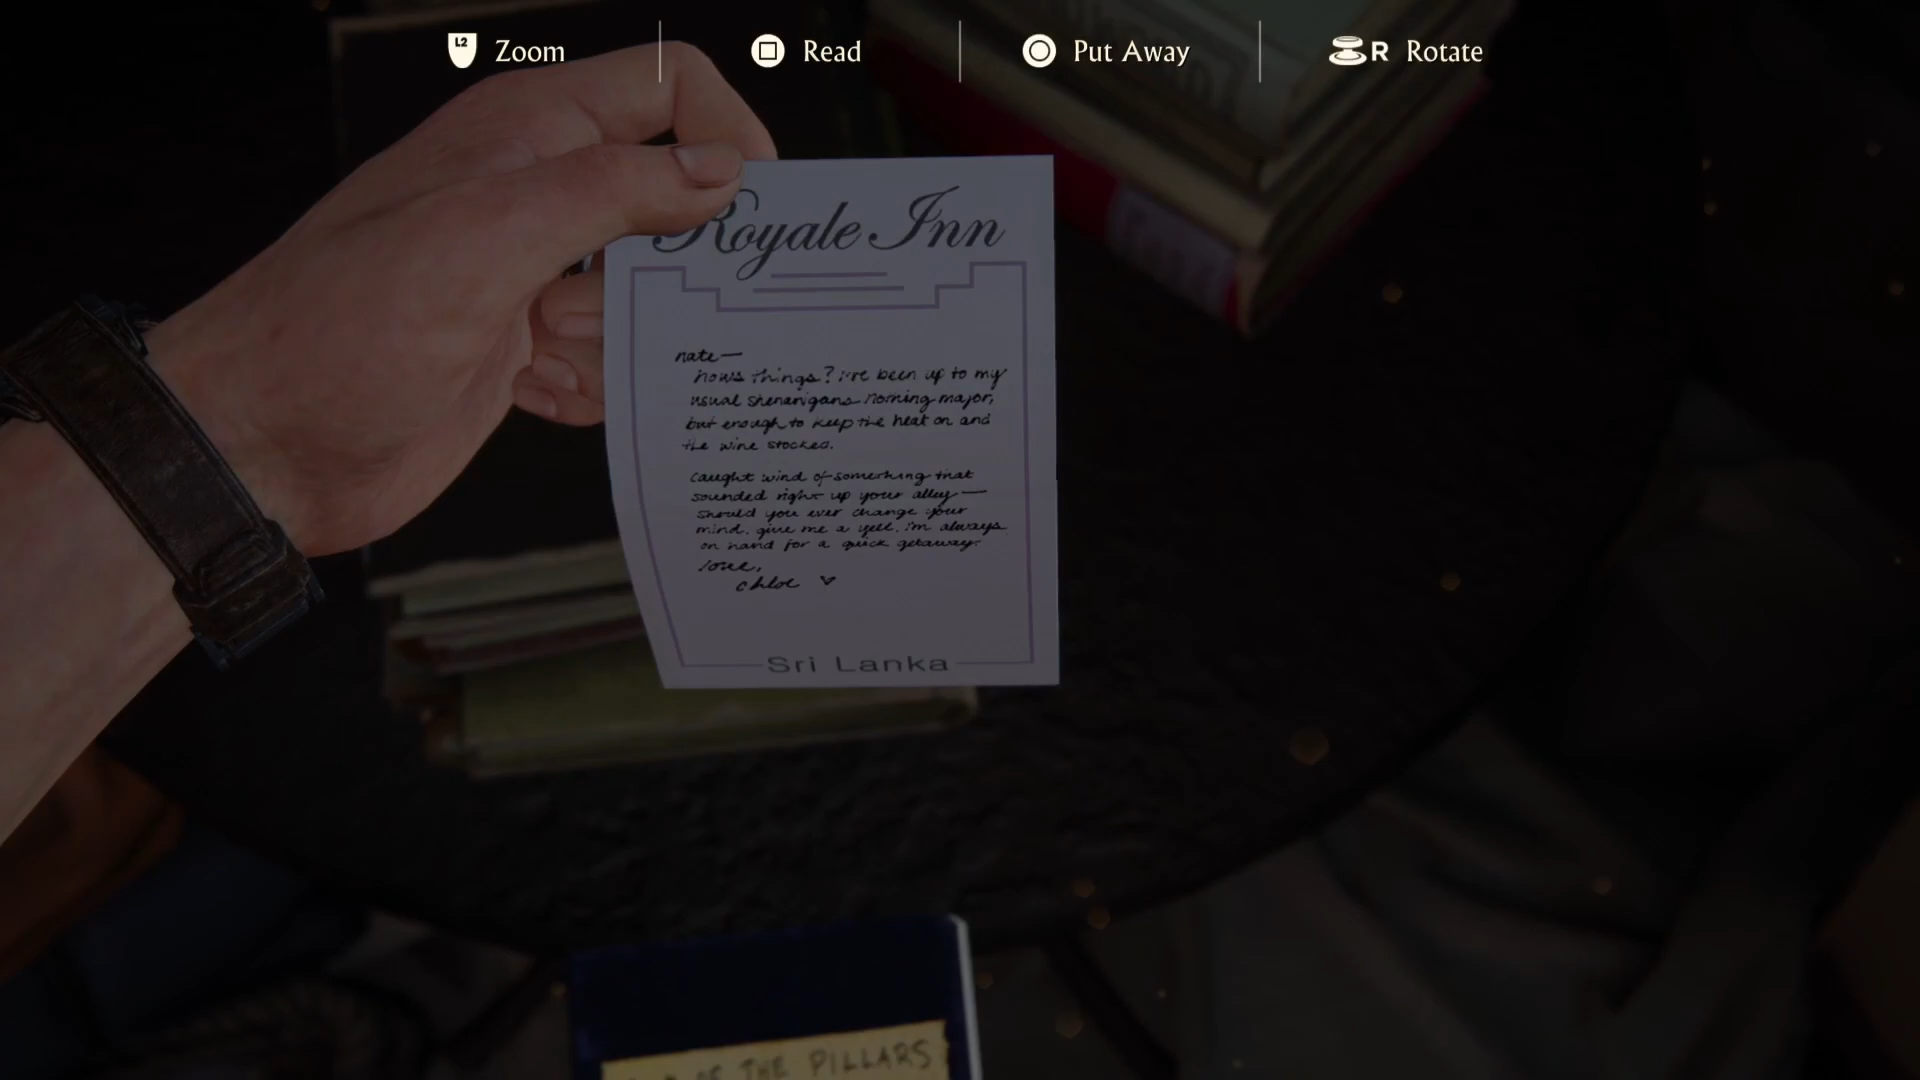 L2 Zoom
Read
Put Away
R Rotate
Royale Inn
nate—
hows things? i've been up to my
usual shenanigans. Nothing major,
but enough to keep the heat on and
the wine stocked.
Caught wind of something that
sounded right up your alley—
Should you ever change your
mind, give me a yell. i'm always
on hand for a quick getaway.
love,
chloe
Sri Lanka
OF THE PILLARS